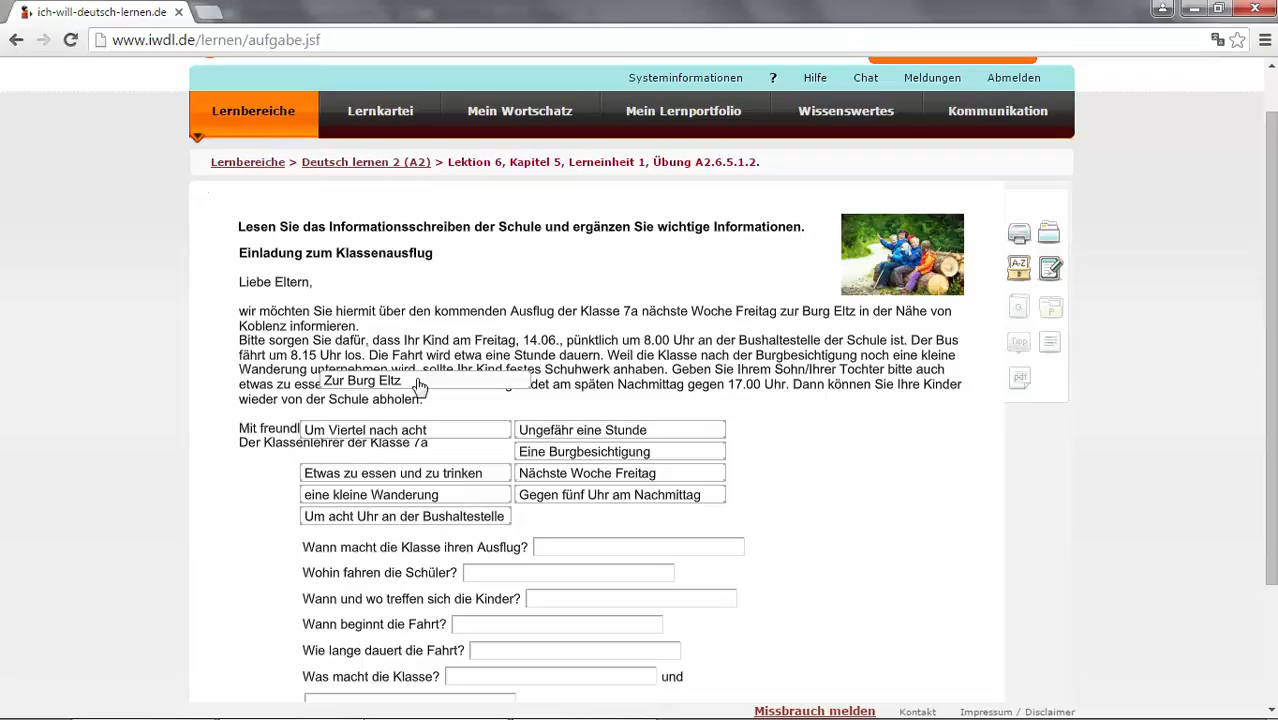 ich-will-deutsch-lernen.de
www.iwdl.de/lernen/aufgabe.jsf
Systeminformationen ? Hilfe Chat Meldungen Abmelden
Lernbereiche Lernkartei Mein Wortschatz Mein Lernportfolio Wissenswertes Kommunikation
Lernbereiche > Deutsch lernen 2 (A2) > Lektion 6, Kapitel 5, Lerneinheit 1, Übung A2.6.5.1.2.
Lesen Sie das Informationsschreiben der Schule und ergänzen Sie wichtige Informationen.
Einladung zum Klassenausflug
Liebe Eltern,
wir möchten Sie hiermit über den kommenden Ausflug der Klasse 7a nächste Woche Freitag zur Burg Eltz in der Nähe von
Koblenz informieren.
Bitte sorgen Sie dafür, dass Ihr Kind am Freitag, 14.06., pünktlich um 8.00 Uhr an der Bushaltestelle der Schule ist. Der Bus
fährt um 8.15 Uhr los. Die Fahrt wird etwa eine Stunde dauern. Weil die Klasse nach der Burgbesichtigung noch eine kleine
Wanderung unternehmen wird, sollte Ihr Kind festes Schuhwerk anhaben. Geben Sie Ihrem Sohn/Ihrer Tochter bitte auch
etwas zu am späten Nachmittag gegen 17.00 Uhr. Dann können Sie Ihre Kinder
Zur Burg Eltz
wieder von der Schule abholen.
Mit
Der Klassenlehrer der Klasse 7a
Um Viertel nach acht Ungefähr eine Stunde
Eine Burgbesichtigung
Etwas zu essen und zu trinken Nächste Woche Freitag
eine kleine Wanderung Gegen fünf Uhr am Nachmittag
Um acht Uhr an der Bushaltestelle
Wann macht die Klasse ihren Ausflug?
Wohin fahren die Schüler?
Wann und wo treffen sich die Kinder?
Wann beginnt die Fahrt?
Wie lange dauert die Fahrt?
Was macht die Klasse? und
A-Z
G
P
Tipp
pdf
Missbrauch melden Kontakt Impressum / Disclaimer